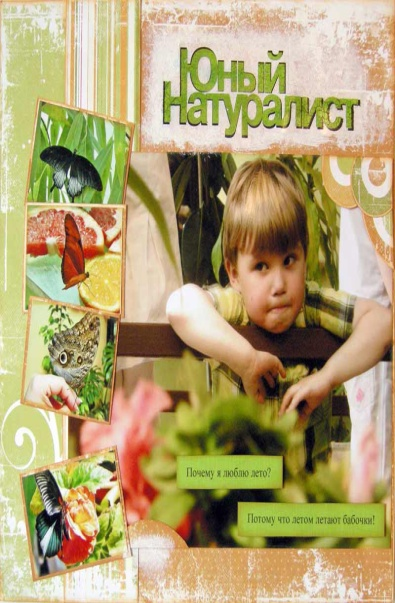 Юный
Натуралист
Почему я люблю лето?
Потому что летом летают бабочки!